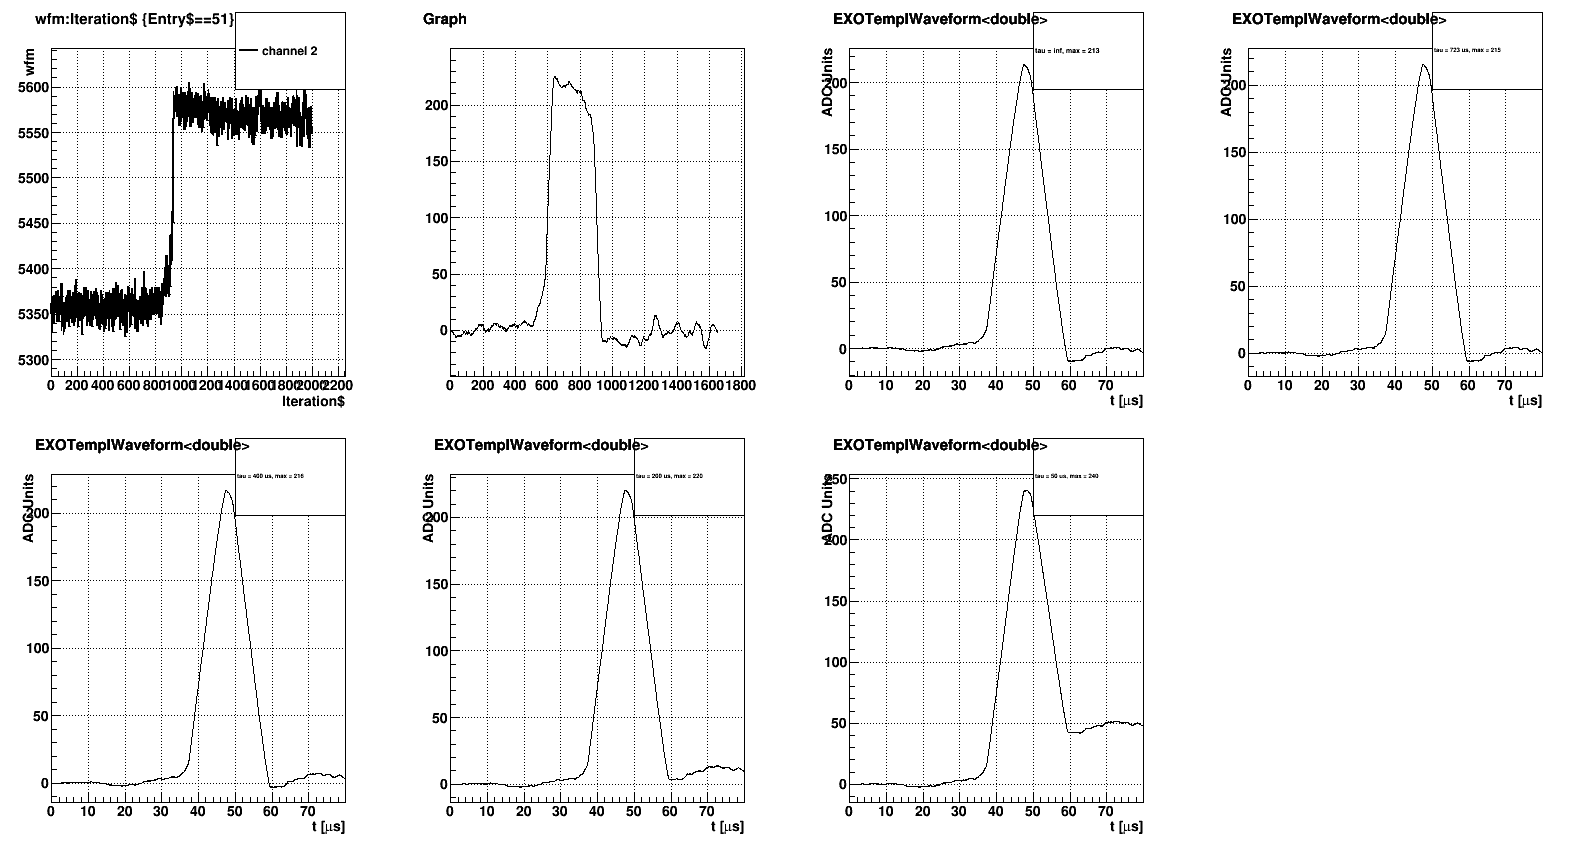 wfm:Iteration$ {Entry$==51}
channel 2
wfm
5600
5550
5500
5450
5400
5350
5300
0 200 400 600 800 1000 1200 1400 1600 1800 2000 2200
Iteration$
Graph
200
150
100
50
0
0 200 400 600 800 1000 1200 1400 1600 1800
EXOTemplWaveform<double>
tau = inf, max = 213
ADC Units
200
150
100
50
0
0 10 20 30 40 50 60 70
t [μs]
EXOTemplWaveform<double>
tau = 723 us, max = 215
ADC Units
200
150
100
50
0
0 10 20 30 40 50 60 70
t [μs]
EXOTemplWaveform<double>
tau = 400 us, max = 216
ADC Units
200
150
100
50
0
0 10 20 30 40 50 60 70
t [μs]
EXOTemplWaveform<double>
tau = 200 us, max = 220
ADC Units
200
150
100
50
0
0 10 20 30 40 50 60 70
t [μs]
EXOTemplWaveform<double>
tau = 50 us, max = 240
ADC Units
250
200
150
100
50
0
0 10 20 30 40 50 60 70
t [μs]